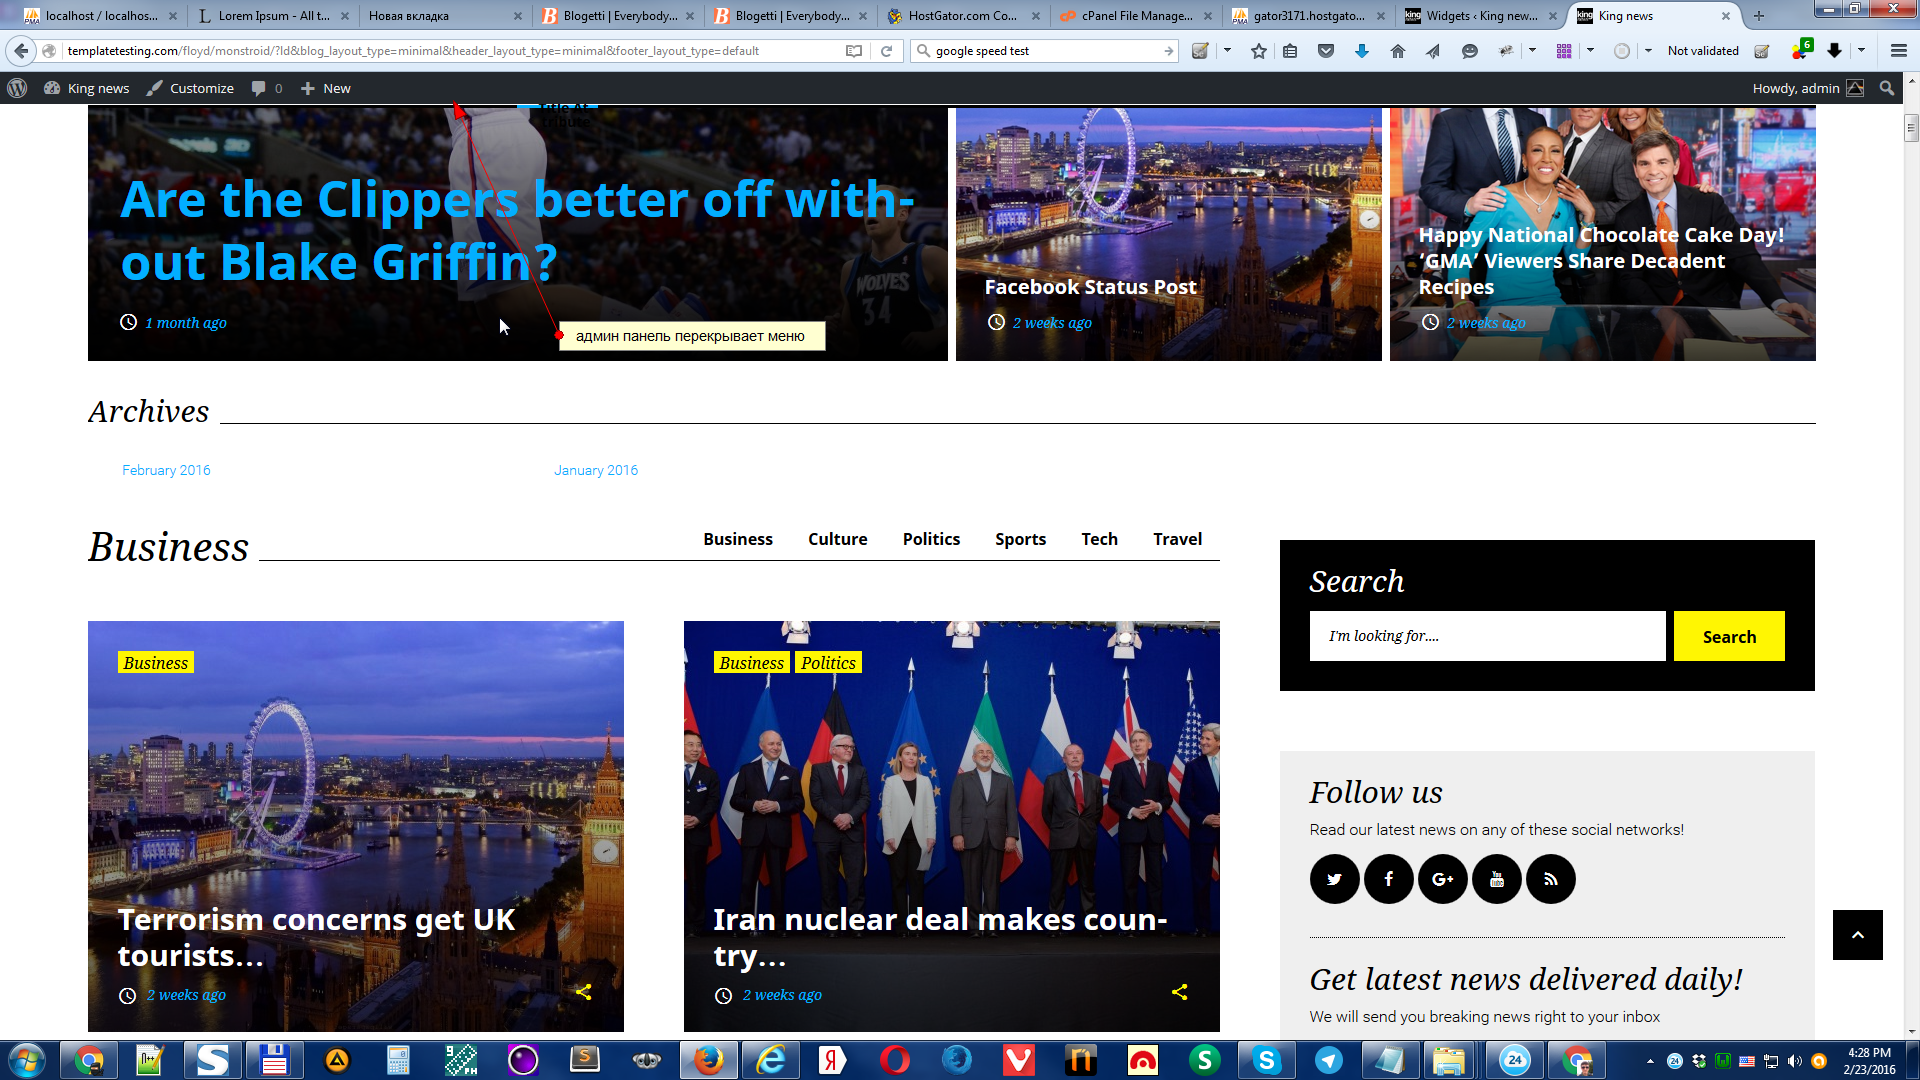 localhost / localhos...
Lorem Ipsum - All t...
Новая вкладка
Blogetti | Everybody...
Blogetti | Everybody...
HostGator.com Co...
cPanel File Manage...
gator3171.hostgato...
Widgets ‹ King new...
King news
templatetesting.com/floyd/monstroid/?ld&blog_layout_type=minimal&header_layout_type=minimal&footer_layout_type=default
google speed test
Not validated
6
King news
Customize
0
New
Howdy, admin
Are the Clippers better off with-
out Blake Griffin?
1 month ago
WOLVES
34
админ панель перекрывает меню
Facebook Status Post
2 weeks ago
Happy National Chocolate Cake Day!
‘GMA’ Viewers Share Decadent
Recipes
2 weeks ago
Archives
February 2016
January 2016
Business
Business Culture Politics Sports Tech Travel
Search
I'm looking for....
Search
Business
Terrorism concerns get UK
tourists...
2 weeks ago
Business Politics
Iran nuclear deal makes coun-
try...
2 weeks ago
Follow us
Read our latest news on any of these social networks!
Get latest news delivered daily!
We will send you breaking news right to your inbox
4:28 PM
2/23/2016